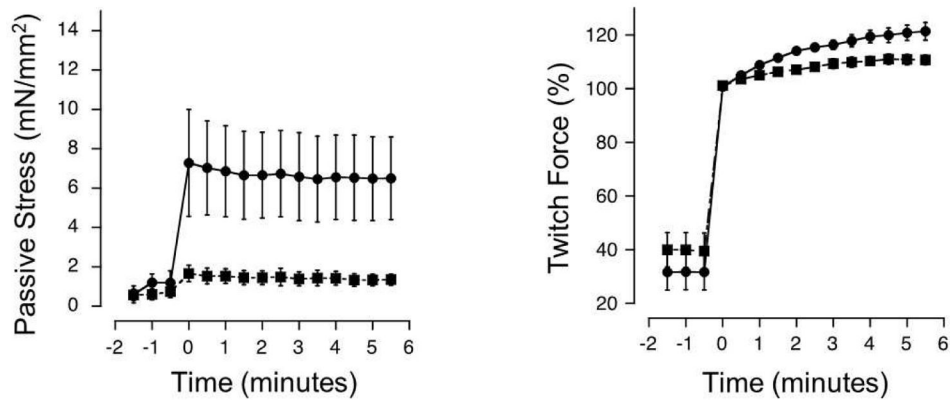 Passive Stress (mN/mm²)
14
12
10
8
6
4
2
0
-2 -1 0 1 2 3 4 5 6
Time (minutes)
Twitch Force (%)
120
100
80
60
40
20
-2 -1 0 1 2 3 4 5 6
Time (minutes)